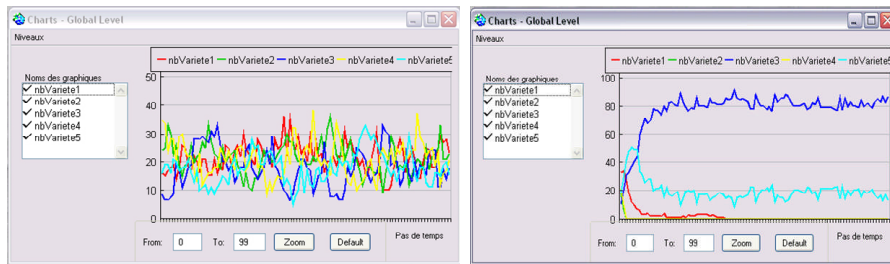 Charts - Global Level
Niveaux
nbVariete1 nbVariete2 nbVariete3 nbVariete4 nbVariete5
Noms des graphiques
nbVariete1
nbVariete2
nbVariete3
nbVariete4
nbVariete5
50
40
30
20
10
0
From: 0 To: 99 Zoom Default
Pas de temps
Charts - Global Level
Niveaux
nbVariete1 nbVariete2 nbVariete3 nbVariete4 nbVariete5
Noms des graphiques
nbVariete1
nbVariete2
nbVariete3
nbVariete4
nbVariete5
100
80
60
40
20
0
From: 0 To: 99 Zoom Default
Pas de temps